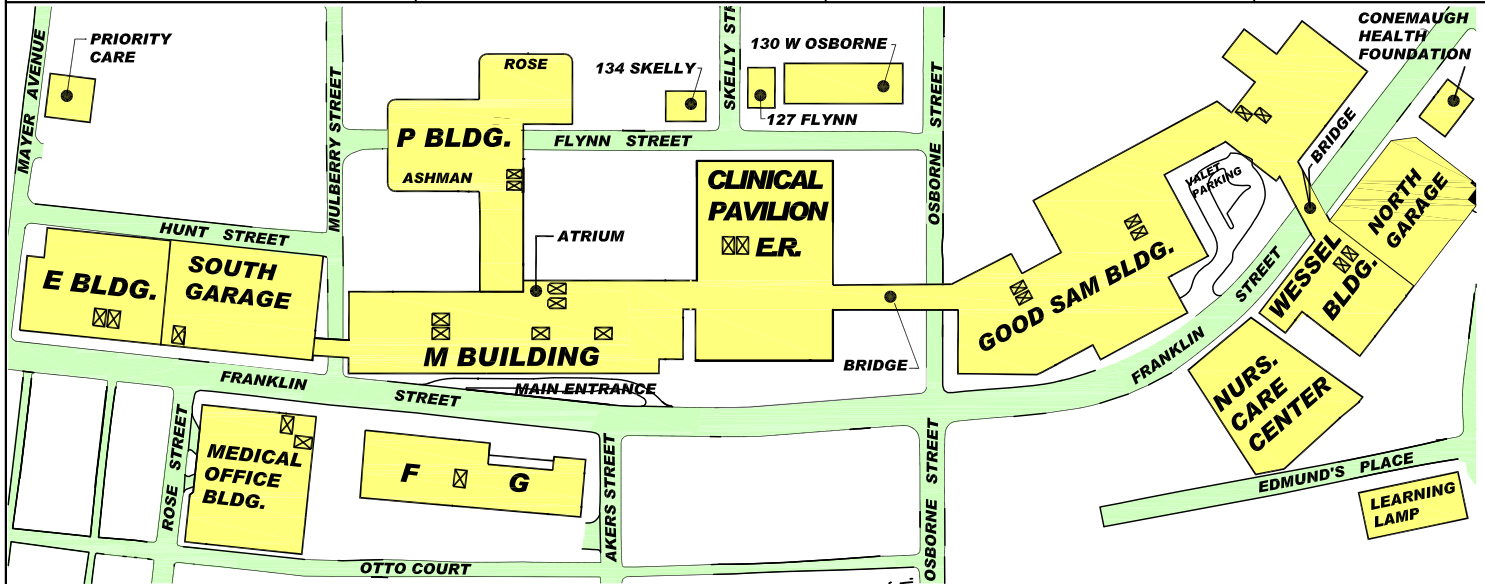 MAYER AVENUE
PRIORITY
CARE
MULBERRY STREET
ROSE
134 SKELLY
130 W OSBORNE
127 FLYNN
OSBORNE STREET
CONEMAUGH
HEALTH
FOUNDATION
BRIDGE
P BLDG.
FLYNN STREET
ASHMAN
CLINICAL
PAVILION
E.R.
VALET
PARKING
NORTH
GARAGE
HUNT STREET
ATRIUM
E BLDG.
SOUTH
GARAGE
GOOD SAM BLDG.
WESSEL
BLDG.
M BUILDING
BRIDGE
FRANKLIN STREET
FRANKLIN STREET
MAIN ENTRANCE
NURS.
CARE
CENTER
ROSE STREET
MEDICAL
OFFICE
BLDG.
F
G
AKERS STREET
OSBORNE STREET
EDMUND'S PLACE
LEARNING
LAMP
OTTO COURT